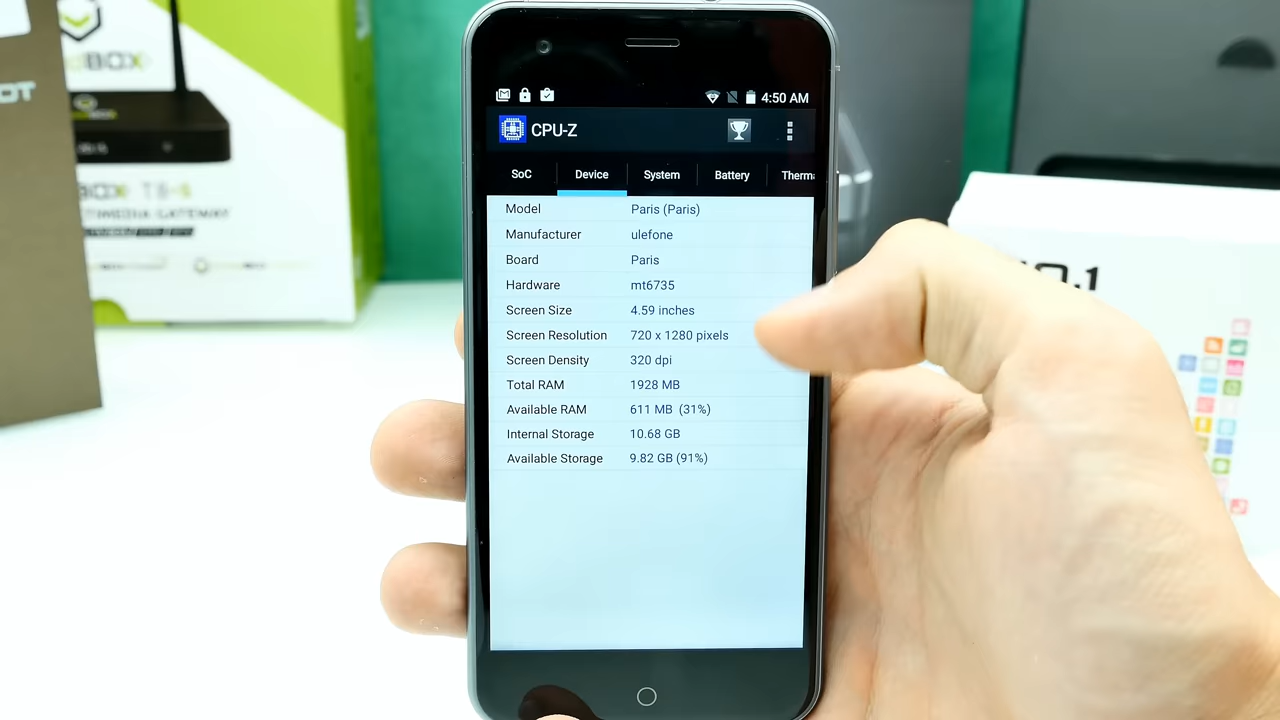 4:50 AM
CPU-Z
SoC Device System Battery Therma
Model Paris (Paris)
Manufacturer ulefone
Board Paris
Hardware mt6735
Screen Size 4.59 inches
Screen Resolution 720 x 1280 pixels
Screen Density 320 dpi
Total RAM 1928 MB
Available RAM 611 MB (31%)
Internal Storage 10.68 GB
Available Storage 9.82 GB (91%)